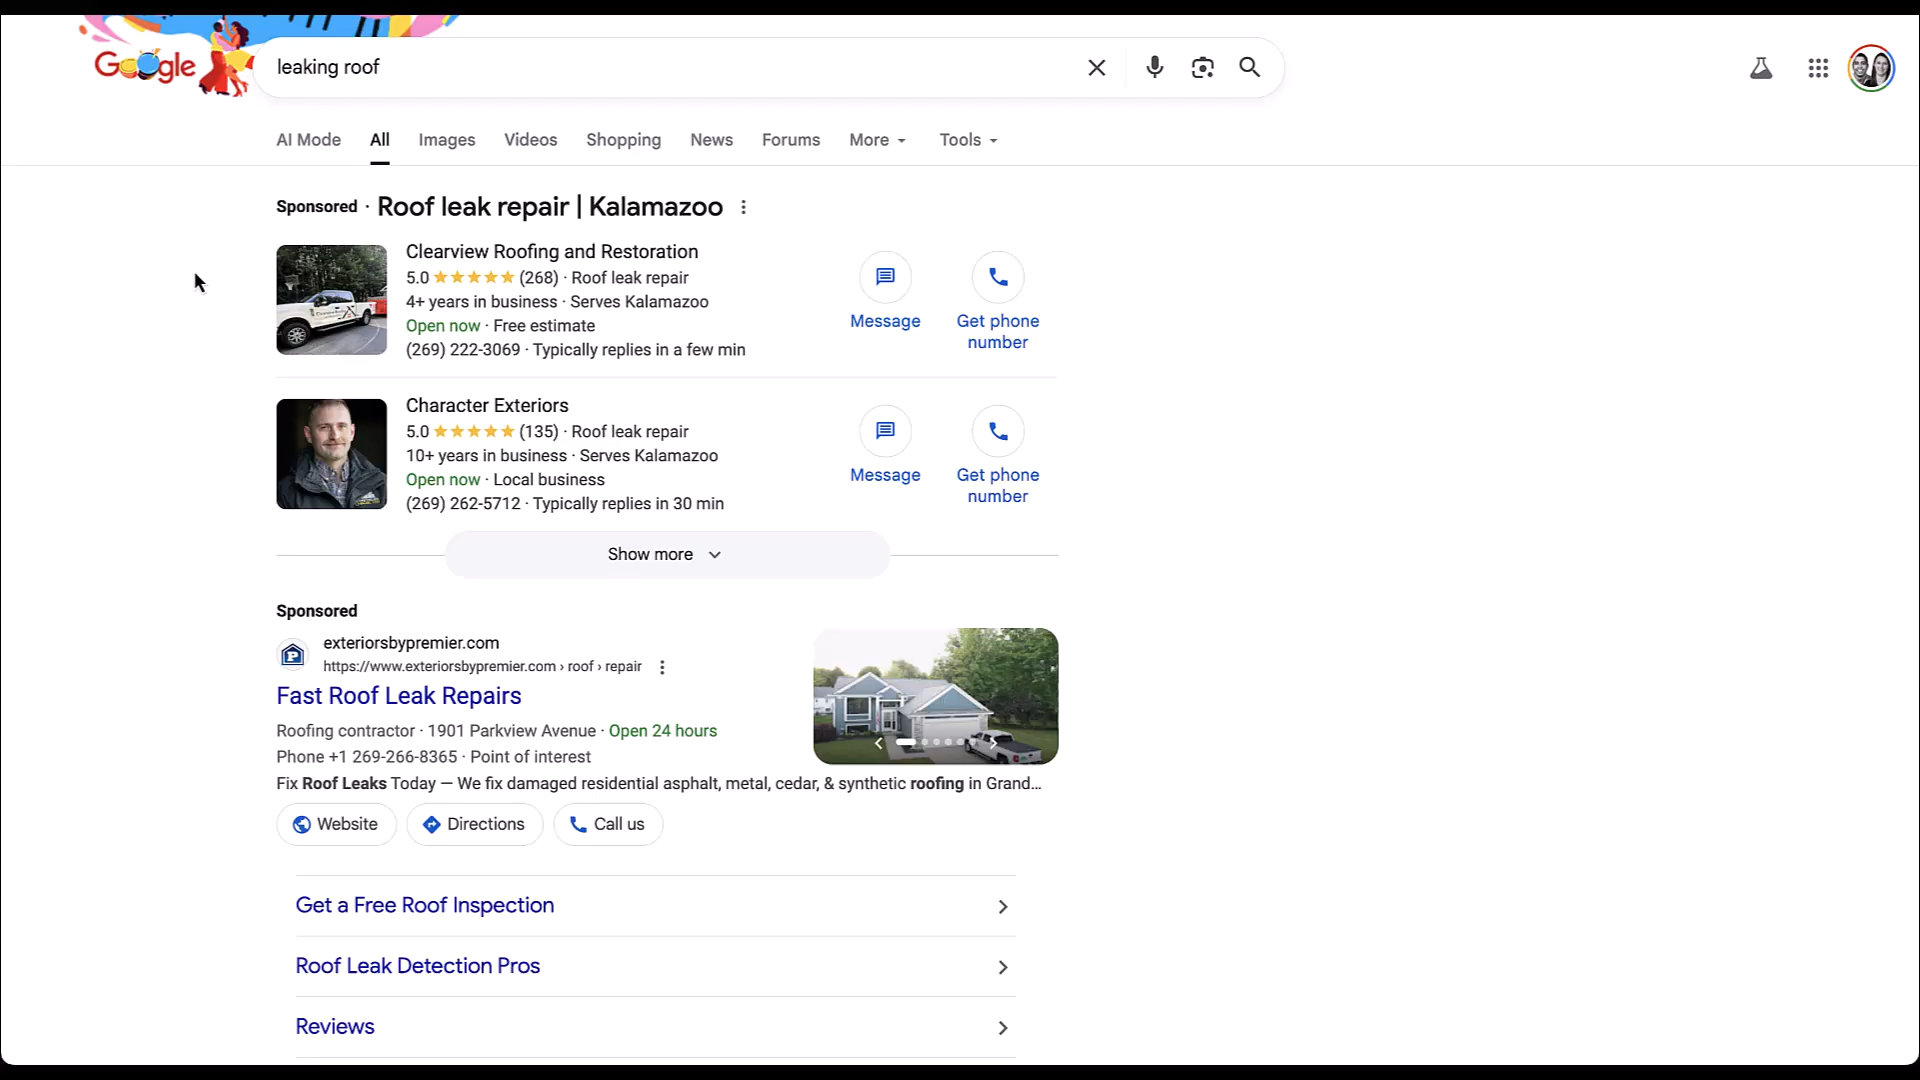 Google
leaking roof
AI Mode All Images Videos Shopping News Forums More Tools
Sponsored · Roof leak repair | Kalamazoo
Clearview Roofing and Restoration
5.0 ★★★★★ (268) · Roof leak repair
4+ years in business · Serves Kalamazoo
Open now · Free estimate
(269) 222-3069 · Typically replies in a few min
Message
Get phone
number
Character Exteriors
5.0 ★★★★★ (135) · Roof leak repair
10+ years in business · Serves Kalamazoo
Open now · Local business
(269) 262-5712 · Typically replies in 30 min
Message
Get phone
number
Show more
Sponsored
exteriorsbypremier.com
https://www.exteriorsbypremier.com › roof › repair
Fast Roof Leak Repairs
Roofing contractor · 1901 Parkview Avenue · Open 24 hours
Phone +1 269-266-8365 · Point of interest
Fix Roof Leaks Today — We fix damaged residential asphalt, metal, cedar, & synthetic roofing in Grand...
Website Directions Call us
Get a Free Roof Inspection
Roof Leak Detection Pros
Reviews